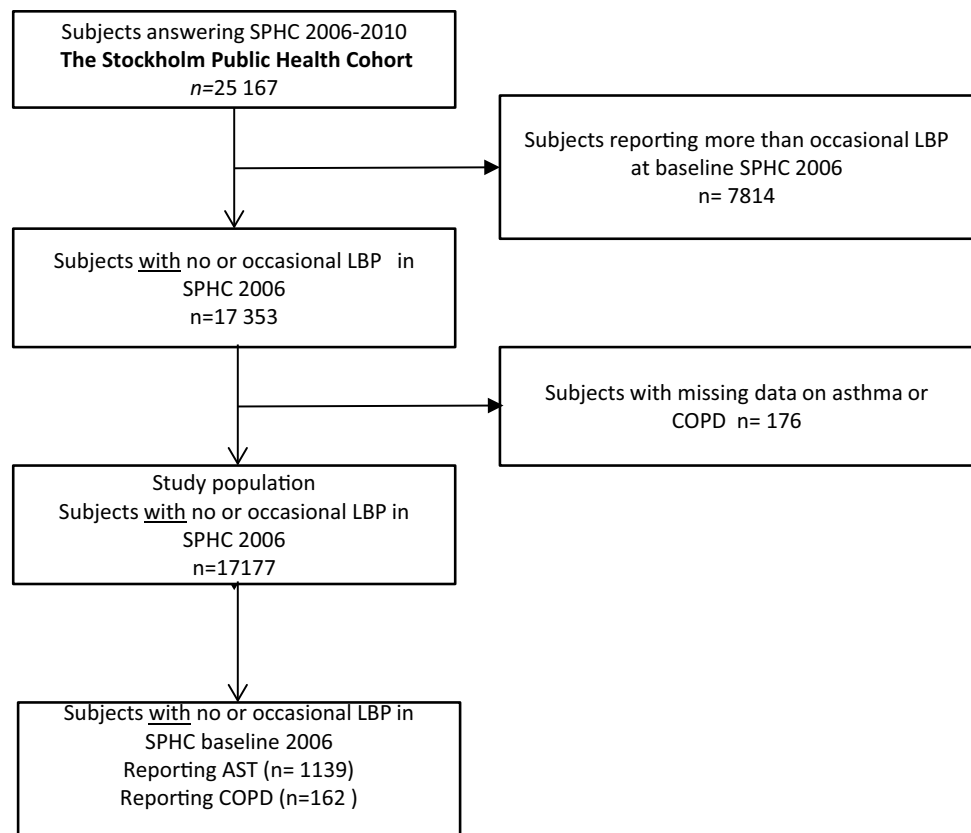 Subjects answering SPHC 2006-2010
The Stockholm Public Health Cohort
n=25 167
Subjects reporting more than occasional LBP
at baseline SPHC 2006
n= 7814
Subjects with no or occasional LBP in
SPHC 2006
n=17 353
Subjects with missing data on asthma or
COPD n= 176
Study population
Subjects with no or occasional LBP in
SPHC 2006
n=17177
Subjects with no or occasional LBP in
SPHC baseline 2006
Reporting AST (n= 1139)
Reporting COPD (n=162 )